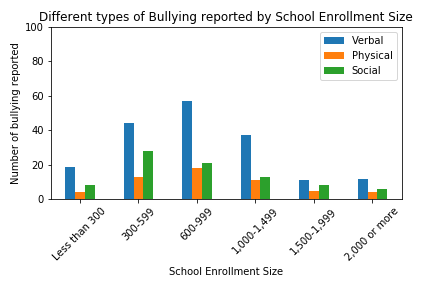 Different types of Bullying reported by School Enrollment Size
Number of bullying reported
100
80
60
40
20
0
Verbal
Physical
Social
Less than 300
300-599
600-999
1,000-1,499
1,500-1,999
2,000 or more
School Enrollment Size